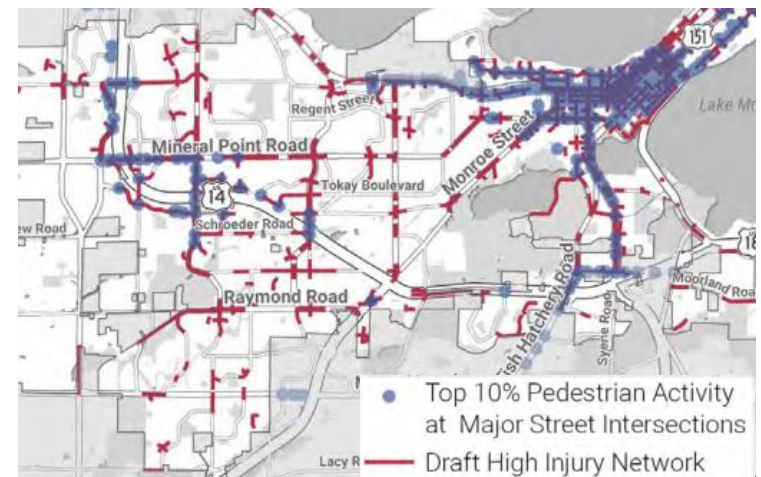 151
Regent Street
Lake Mo
Mineral Point Road
Monroe Street
Tokay Boulevard
US
14
ew Road
Schroeder Road
18
Moorland Roa
Raymond Road
ish Hatchery Road
Syene Road
M
Top 10% Pedestrian Activity
at Major Street Intersections
Lacy R
Draft High Injury Network